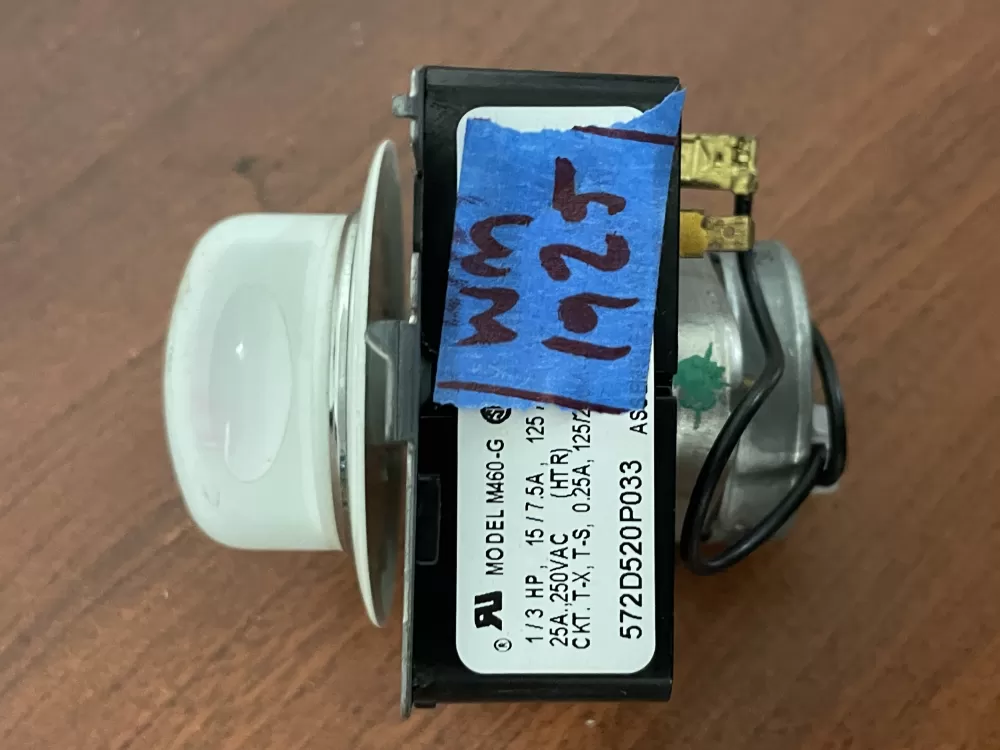 WM
1925
® MODEL M460-G
1/3 HP, 15/7.5A, 125
25A.,250VAC (HTR)
CKT. T-X, T-S, 0.25A, 125/2
572D520P033